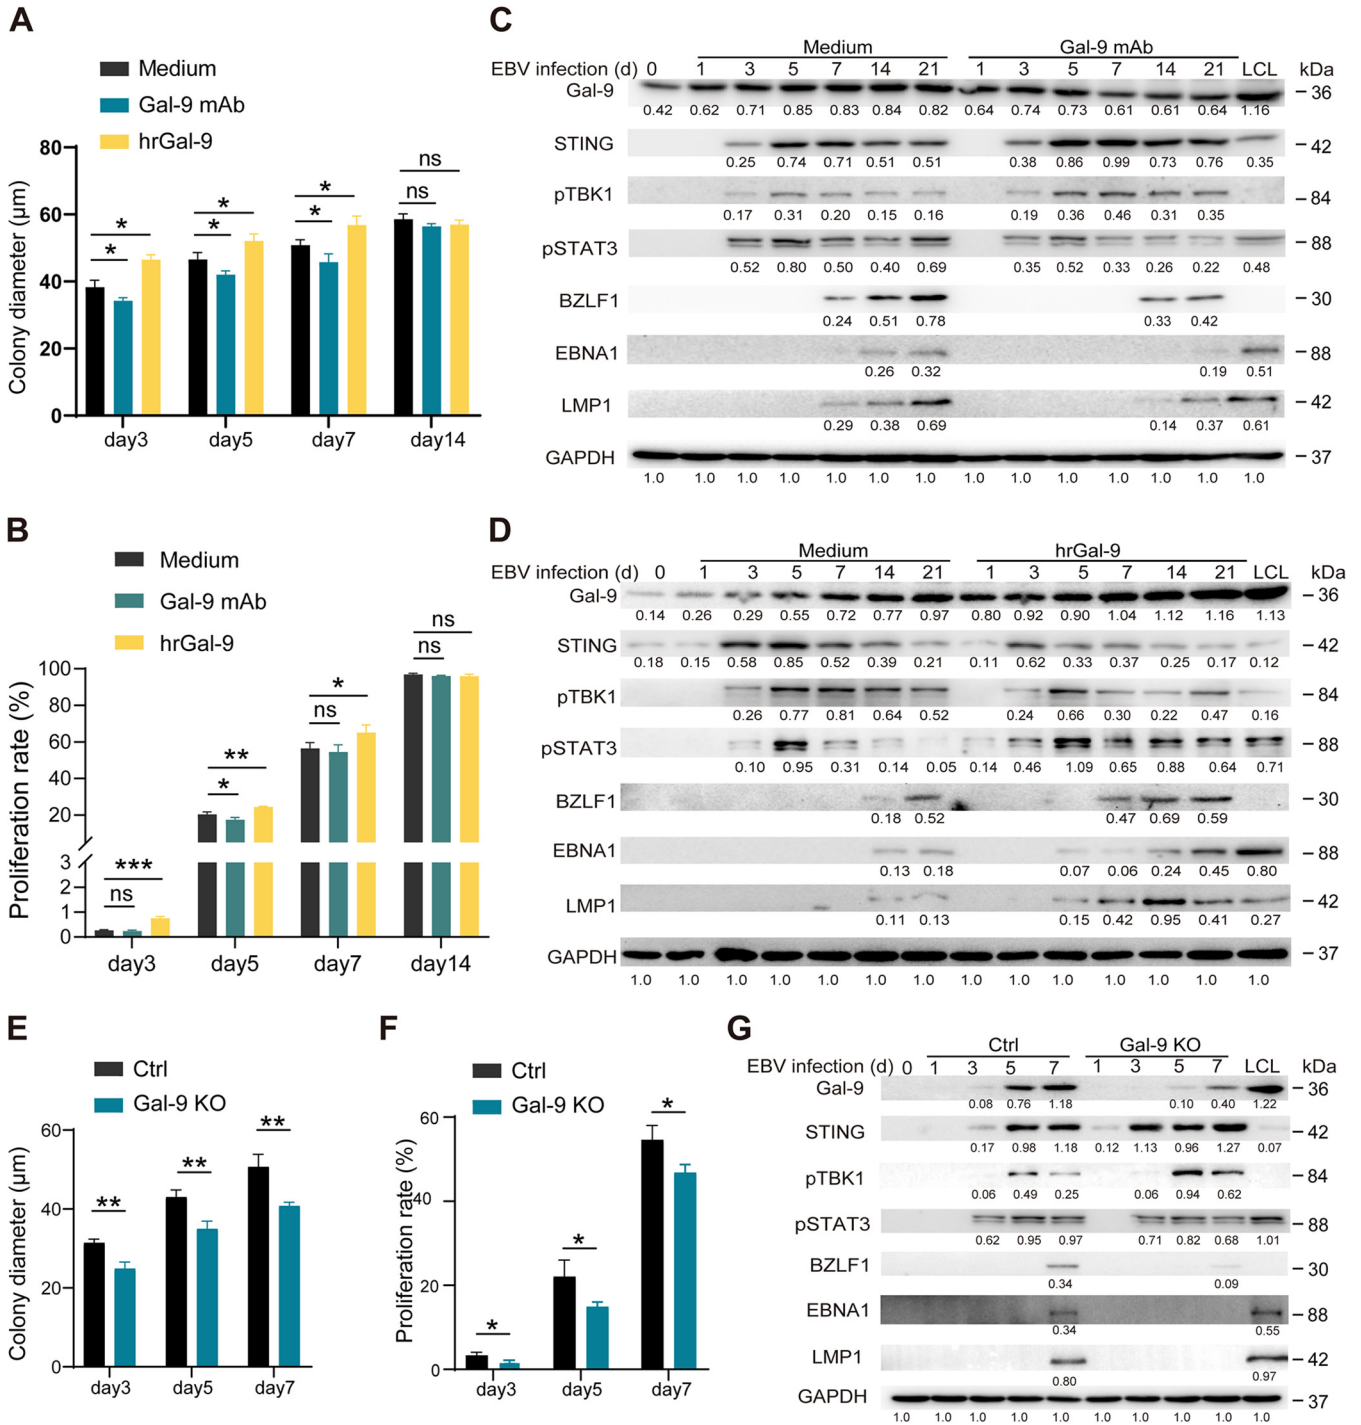 A
Medium
Gal-9 mAb
hrGal-9
Colony diameter (μm)
80
60
40
20
0
* *
* *
* *
ns ns
day3 day5 day7 day14
B
Medium
Gal-9 mAb
hrGal-9
Proliferation rate (%)
100
80
60
40
20
3
2
1
0
*** ns
** *
* ns
ns ns
day3 day5 day7 day14
C
Medium Gal-9 mAb
EBV infection (d) 0 1 3 5 7 14 21 1 3 5 7 14 21 LCL kDa
Gal-9 36
0.42 0.62 0.71 0.85 0.83 0.84 0.82 0.64 0.74 0.73 0.61 0.61 0.64 1.16
STING 42
0.25 0.74 0.71 0.51 0.51 0.38 0.86 0.99 0.73 0.76 0.35
pTBK1 84
0.17 0.31 0.20 0.15 0.16 0.19 0.36 0.46 0.31 0.35
pSTAT3 88
0.52 0.80 0.50 0.40 0.69 0.35 0.52 0.33 0.26 0.22 0.48
BZLF1 30
0.24 0.51 0.78 0.33 0.42
EBNA1 88
0.26 0.32 0.19 0.51
LMP1 42
0.29 0.38 0.69 0.14 0.37 0.61
GAPDH 37
1.0 1.0 1.0 1.0 1.0 1.0 1.0 1.0 1.0 1.0 1.0 1.0 1.0 1.0
D
Medium hrGal-9
EBV infection (d) 0 1 3 5 7 14 21 1 3 5 7 14 21 LCL kDa
Gal-9 36
0.14 0.26 0.29 0.55 0.72 0.77 0.97 0.80 0.92 0.90 1.04 1.12 1.16 1.13
STING 42
0.18 0.15 0.58 0.85 0.52 0.39 0.21 0.11 0.62 0.33 0.37 0.25 0.17 0.12
pTBK1 84
0.26 0.77 0.81 0.64 0.52 0.24 0.66 0.30 0.22 0.47 0.16
pSTAT3 88
0.10 0.95 0.31 0.14 0.05 0.14 0.46 1.09 0.65 0.88 0.64 0.71
BZLF1 30
0.18 0.52 0.47 0.69 0.59
EBNA1 88
0.13 0.18 0.07 0.06 0.24 0.45 0.80
LMP1 42
0.11 0.13 0.15 0.42 0.95 0.41 0.27
GAPDH 37
1.0 1.0 1.0 1.0 1.0 1.0 1.0 1.0 1.0 1.0 1.0 1.0 1.0 1.0
E
Ctrl
Gal-9 KO
Colony diameter (μm)
60
40
20
0
** ** **
day3 day5 day7
F
Ctrl
Gal-9 KO
Proliferation rate (%)
60
40
20
0
* * *
day3 day5 day7
G
Ctrl Gal-9 KO
EBV infection (d) 0 1 3 5 7 1 3 5 7 LCL kDa
Gal-9 36
0.08 0.76 1.18 0.10 0.40 1.22
STING 42
0.17 0.98 1.18 0.12 1.13 0.96 1.27 0.07
pTBK1 84
0.06 0.49 0.25 0.06 0.94 0.62
pSTAT3 88
0.62 0.95 0.97 0.71 0.82 0.68 1.01
BZLF1 30
0.34 0.09
EBNA1 88
0.34 0.55
LMP1 42
0.80 0.97
GAPDH 37
1.0 1.0 1.0 1.0 1.0 1.0 1.0 1.0 1.0 1.0